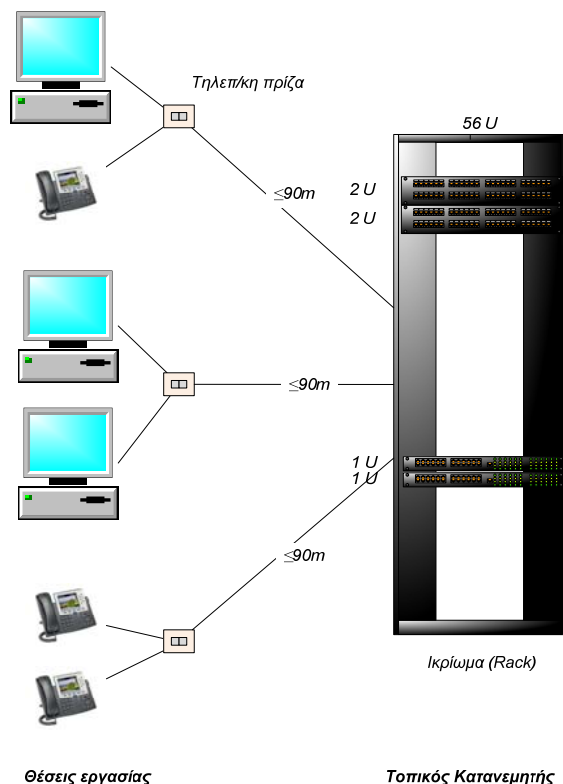 Τηλεπ/κη πρίζα
56 U
≤90m
2 U
2 U
≤90m
1 U
1 U
≤90m
Ικρίωμα (Rack)
Θέσεις εργασίας
Τοπικός Κατανεμητής